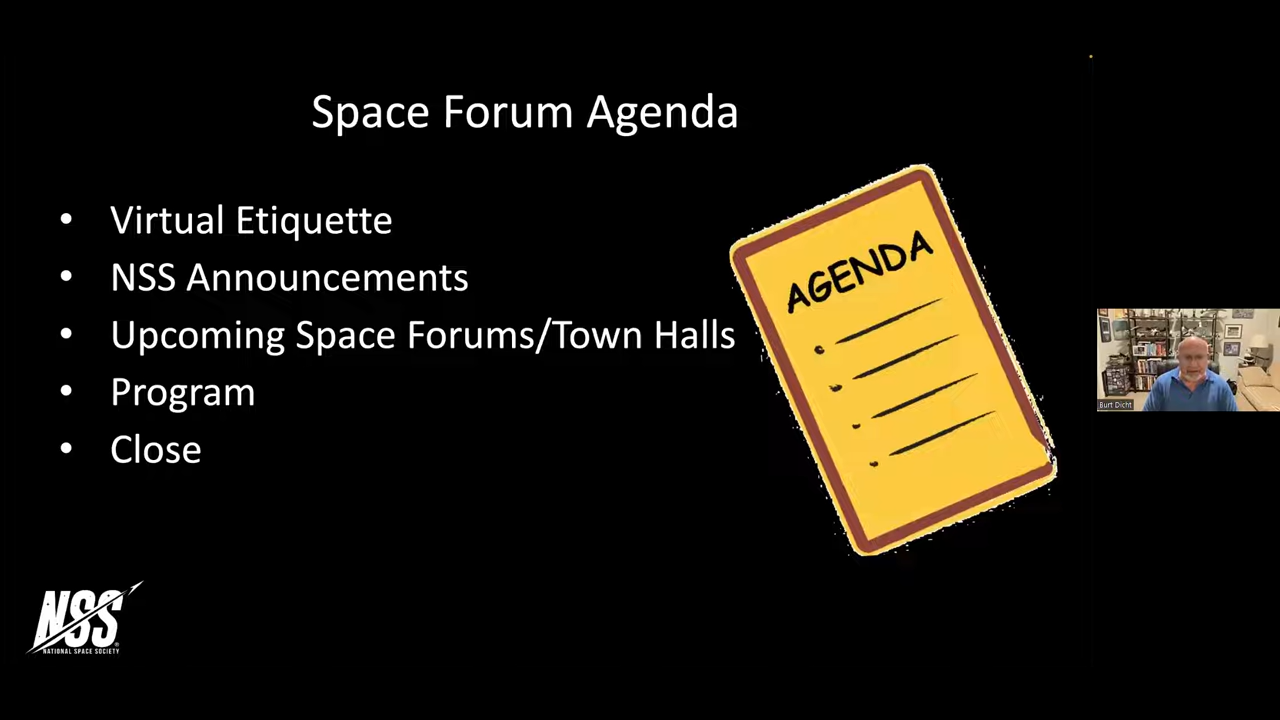 Space Forum Agenda
• Virtual Etiquette
• NSS Announcements
• Upcoming Space Forums/Town Halls
• Program
• Close
AGENDA
Burt Dicht
NSS
NATIONAL SPACE SOCIETY